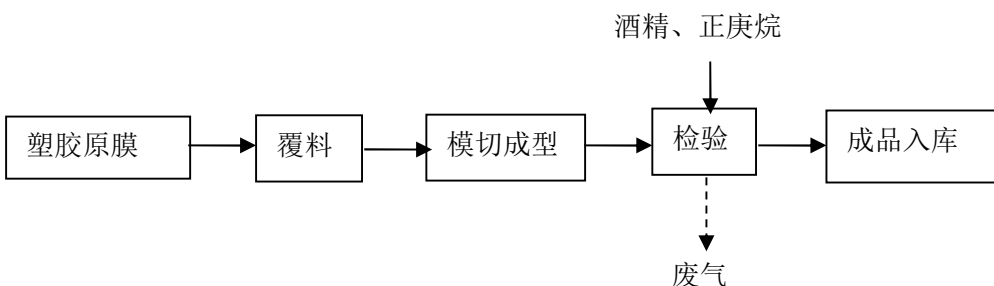 酒精、正庚烷
塑胶原膜
覆料
模切成型
检验
成品入库
废气